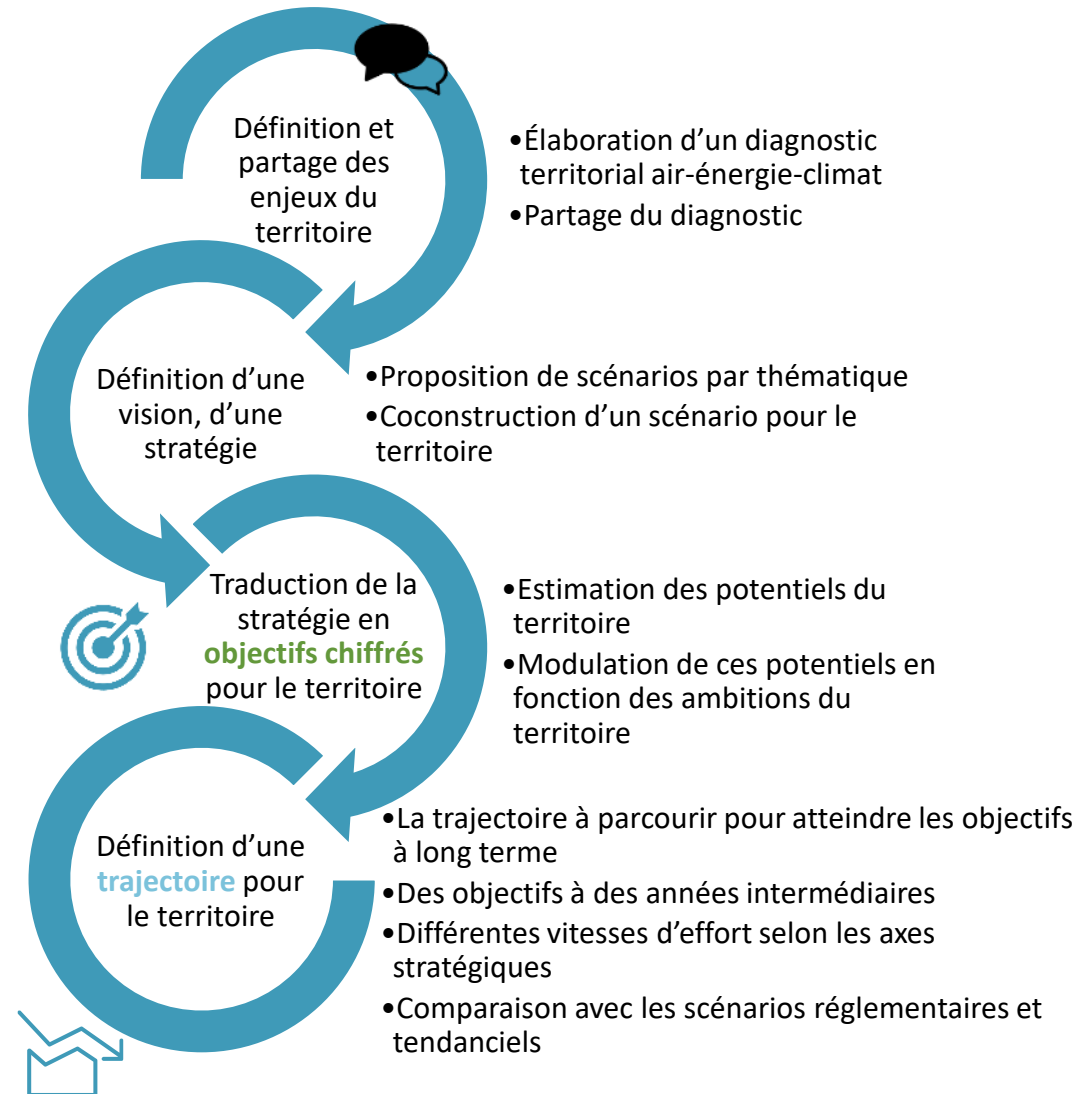 Définition et
partage des
enjeux du
territoire
•Élaboration d’un diagnostic
territorial air-énergie-climat
•Partage du diagnostic
Définition d’une
vision, d’une
stratégie
•Proposition de scénarios par thématique
•Coconstruction d’un scénario pour le
territoire
Traduction de la
stratégie en
objectifs chiffrés
pour le territoire
•Estimation des potentiels du
territoire
•Modulation de ces potentiels en
fonction des ambitions du
territoire
Définition d’une
trajectoire pour
le territoire
•La trajectoire à parcourir pour atteindre les objectifs
à long terme
•Des objectifs à des années intermédiaires
•Différentes vitesses d’effort selon les axes
stratégiques
•Comparaison avec les scénarios réglementaires et
tendanciels